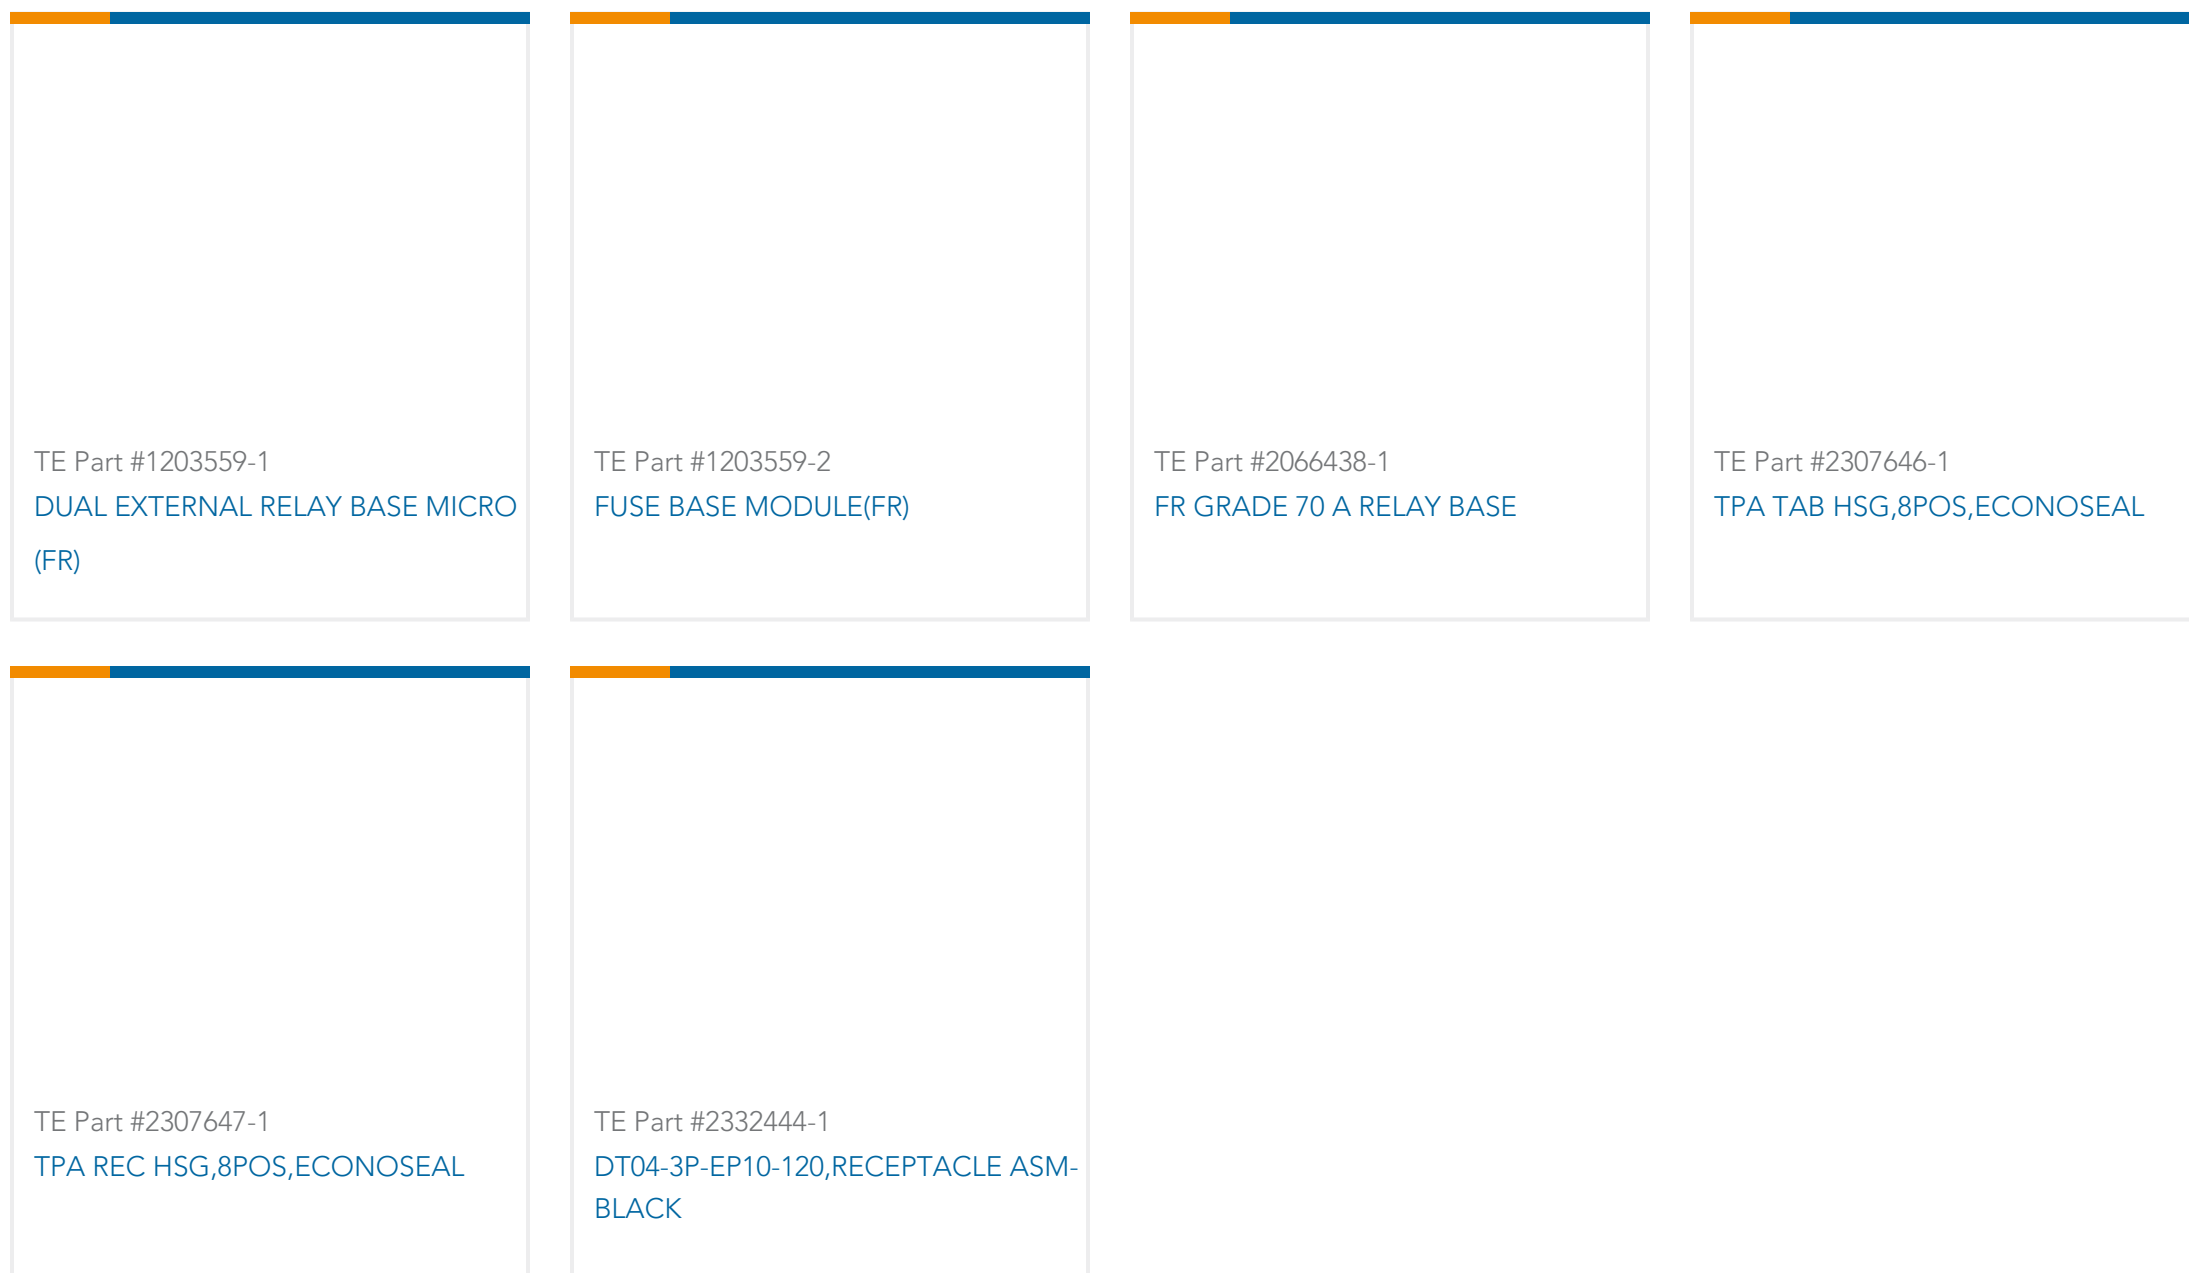 TE Part #1203559-1
DUAL EXTERNAL RELAY BASE MICRO
(FR)
TE Part #1203559-2
FUSE BASE MODULE(FR)
TE Part #2066438-1
FR GRADE 70 A RELAY BASE
TE Part #2307646-1
TPA TAB HSG,8POS,ECONOSEAL
TE Part #2307647-1
TPA REC HSG,8POS,ECONOSEAL
TE Part #2332444-1
DT04-3P-EP10-120,RECEPTACLE ASM-
BLACK